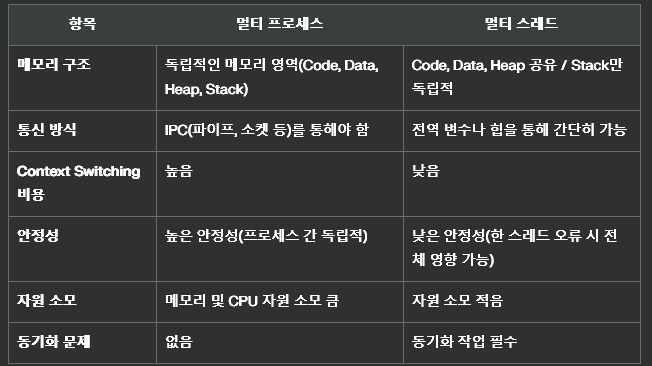 항목 멀티 프로세스 멀티 스레드
메모리 구조 독립적인 메모리 영역(Code, Data, Code, Data, Heap 공유 / Stack만
Heap, Stack) 독립적
통신 방식 IPC(파이프, 소켓 등)를 통해야 함 전역 변수나 힙을 통해 간단히 가능
Context Switching 높음 낮음
비용
안정성 높은 안정성(프로세스 간 독립적) 낮은 안정성(한 스레드 오류 시 전
체 영향 가능)
자원 소모 메모리 및 CPU 자원 소모 큼 자원 소모 적음
동기화 문제 없음 동기화 작업 필수